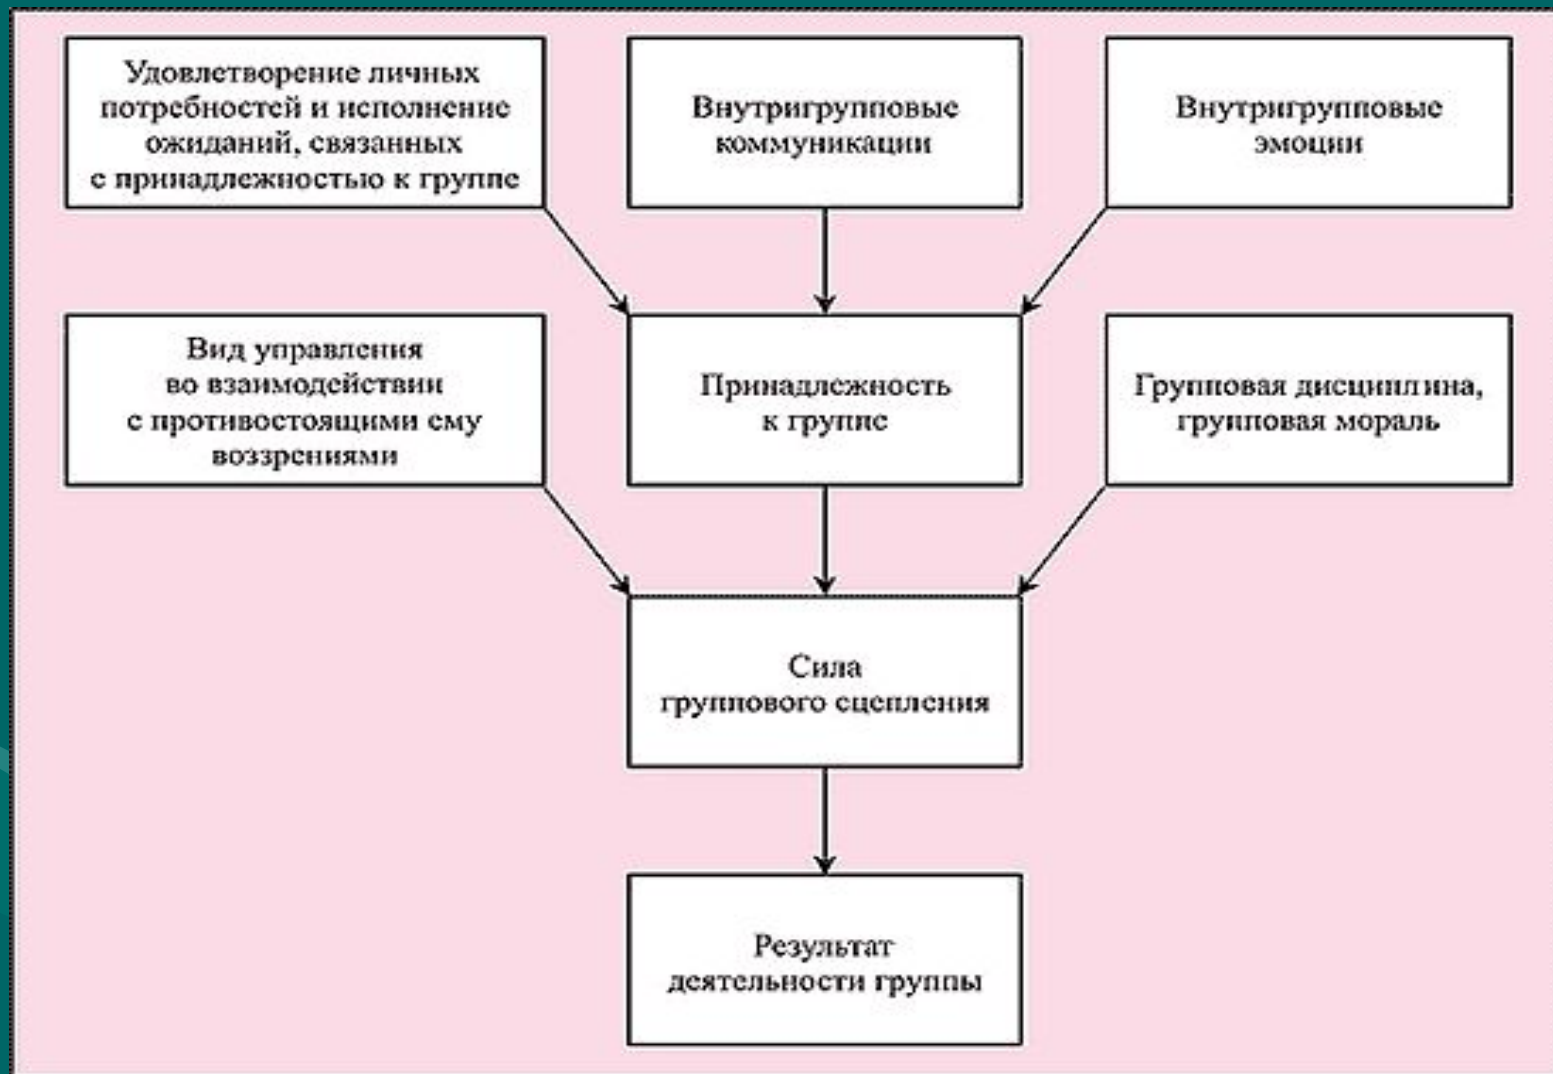 Удовлетворение личных
потребностей и исполнение
ожиданий, связанных
с принадлежностью к группе
Внутригрупповые
коммуникации
Внутригрупповые
эмоции
Вид управления
во взаимодействии
с противостоящими ему
воззрениями
Принадлежность
к группе
Групповая дисциплина,
групповая мораль
Сила
группового сцепления
Результат
деятельности группы